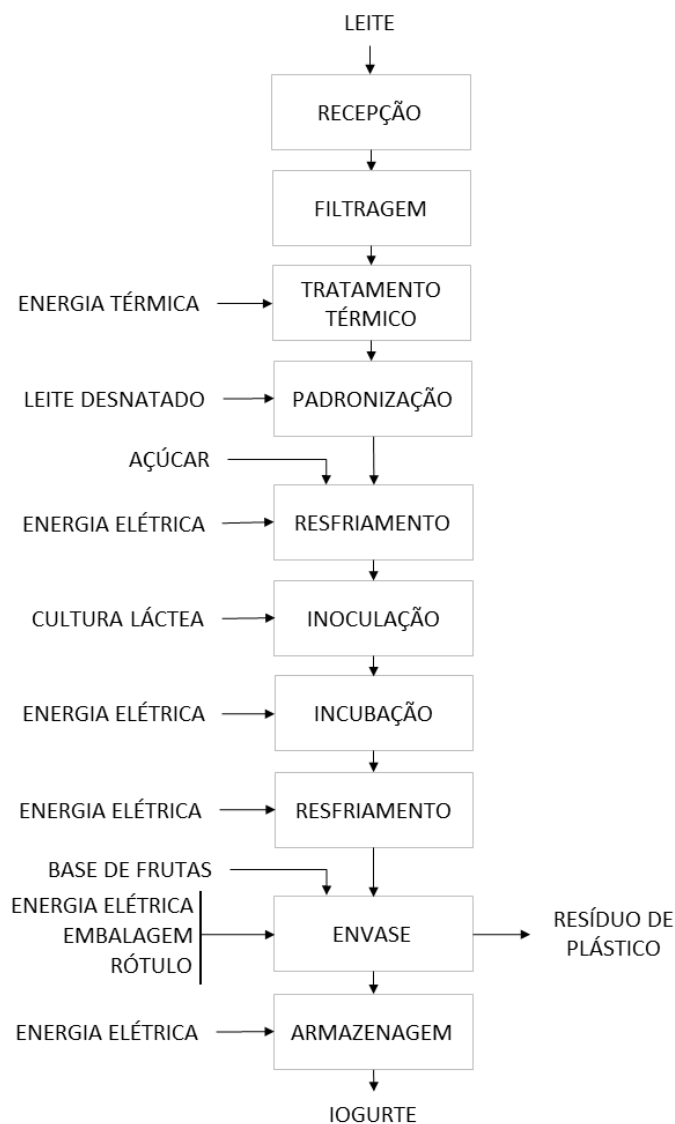 LEITE
RECEPÇÃO
FILTRAGEM
ENERGIA TÉRMICA
TRATAMENTO
TÉRMICO
LEITE DESNATADO
PADRONIZAÇÃO
AÇÚCAR
ENERGIA ELÉTRICA
RESFRIAMENTO
CULTURA LÁCTEA
INOCULAÇÃO
ENERGIA ELÉTRICA
INCUBAÇÃO
ENERGIA ELÉTRICA
RESFRIAMENTO
BASE DE FRUTAS
ENERGIA ELÉTRICA
EMBALAGEM
RÓTULO
ENVASE
RESÍDUO DE
PLÁSTICO
ENERGIA ELÉTRICA
ARMAZENAGEM
IOGURTE